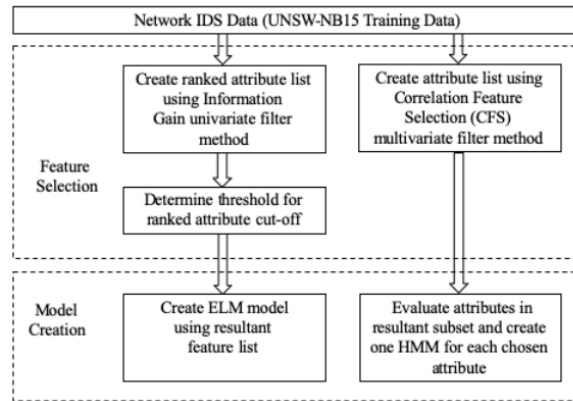 Network IDS Data (UNSW-NB15 Training Data)
Create ranked attribute list
using Information
Gain univariate filter
method
Create attribute list using
Correlation Feature
Selection (CFS)
multivariate filter method
Feature
Selection
Determine threshold for
ranked attribute cut-off
Model
Creation
Create ELM model
using resultant
feature list
Evaluate attributes in
resultant subset and create
one HMM for each chosen
attribute